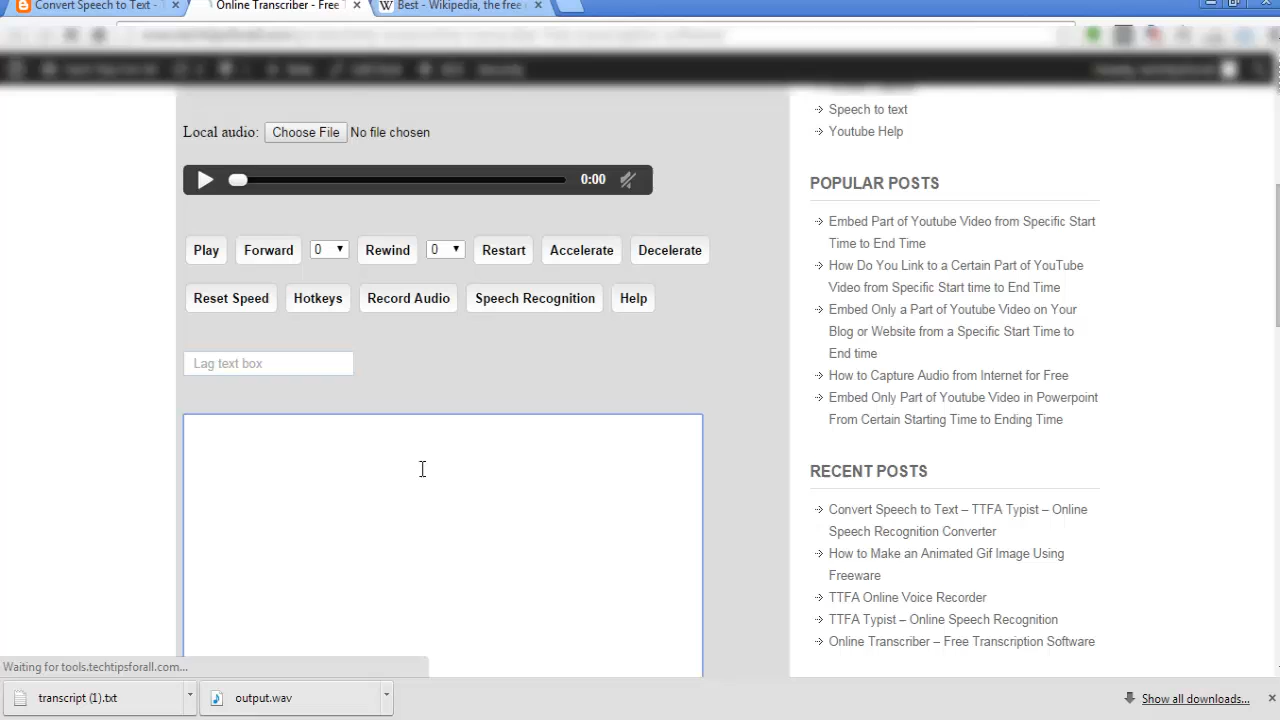 Convert Speech to Text - T
Online Transcriber - Free T
Best - Wikipedia, the free e
Local audio: Choose File No file chosen
0:00
Play Forward 0 Rewind 0 Restart Accelerate Decelerate
Reset Speed Hotkeys Record Audio Speech Recognition Help
Lag text box
Speech to text
Youtube Help
POPULAR POSTS
Embed Part of Youtube Video from Specific Start
Time to End Time
How Do You Link to a Certain Part of YouTube
Video from Specific Start time to End Time
Embed Only a Part of Youtube Video on Your
Blog or Website from a Specific Start Time to
End time
How to Capture Audio from Internet for Free
Embed Only Part of Youtube Video in Powerpoint
From Certain Starting Time to Ending Time
RECENT POSTS
Convert Speech to Text – TTFA Typist – Online
Speech Recognition Converter
How to Make an Animated Gif Image Using
Freeware
TTFA Online Voice Recorder
TTFA Typist – Online Speech Recognition
Online Transcriber – Free Transcription Software
Waiting for tools.techtipsforall.com...
transcript (1).txt
output.wav
Show all downloads...